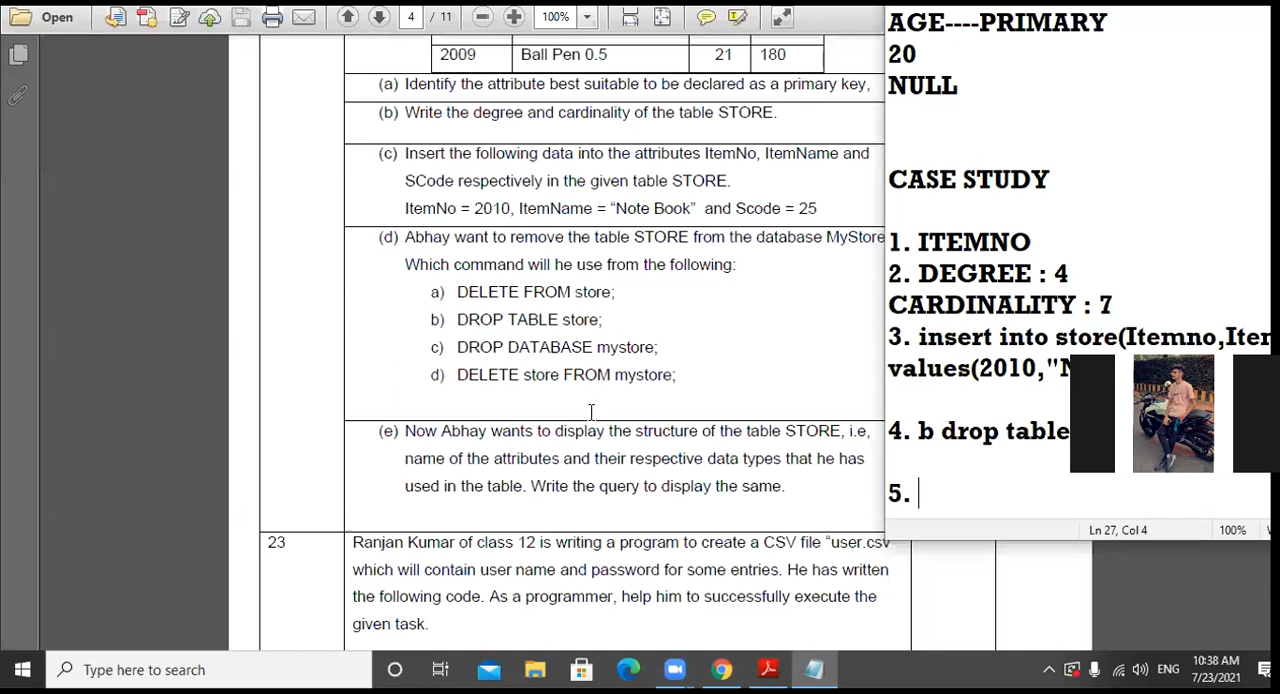 Open
4 / 11
100%
2009 Ball Pen 0.5 21 180
(a) Identify the attribute best suitable to be declared as a primary key,
(b) Write the degree and cardinality of the table STORE.
(c) Insert the following data into the attributes ItemNo, ItemName and
SCode respectively in the given table STORE.
ItemNo = 2010, ItemName = “Note Book” and Scode = 25
(d) Abhay want to remove the table STORE from the database MyStore
Which command will he use from the following:
a) DELETE FROM store;
b) DROP TABLE store;
c) DROP DATABASE mystore;
d) DELETE store FROM mystore;
(e) Now Abhay wants to display the structure of the table STORE, i.e,
name of the attributes and their respective data types that he has
used in the table. Write the query to display the same.
23 Ranjan Kumar of class 12 is writing a program to create a CSV file “user.csv
which will contain user name and password for some entries. He has written
the following code. As a programmer, help him to successfully execute the
given task.
AGE----PRIMARY
20
NULL
CASE STUDY
1. ITEMNO
2. DEGREE : 4
CARDINALITY : 7
3. insert into store(Itemno,Iter
values(2010,"N
4. b drop table
5.
Ln 27, Col 4 100%
Type here to search
ENG
10:38 AM
7/23/2021